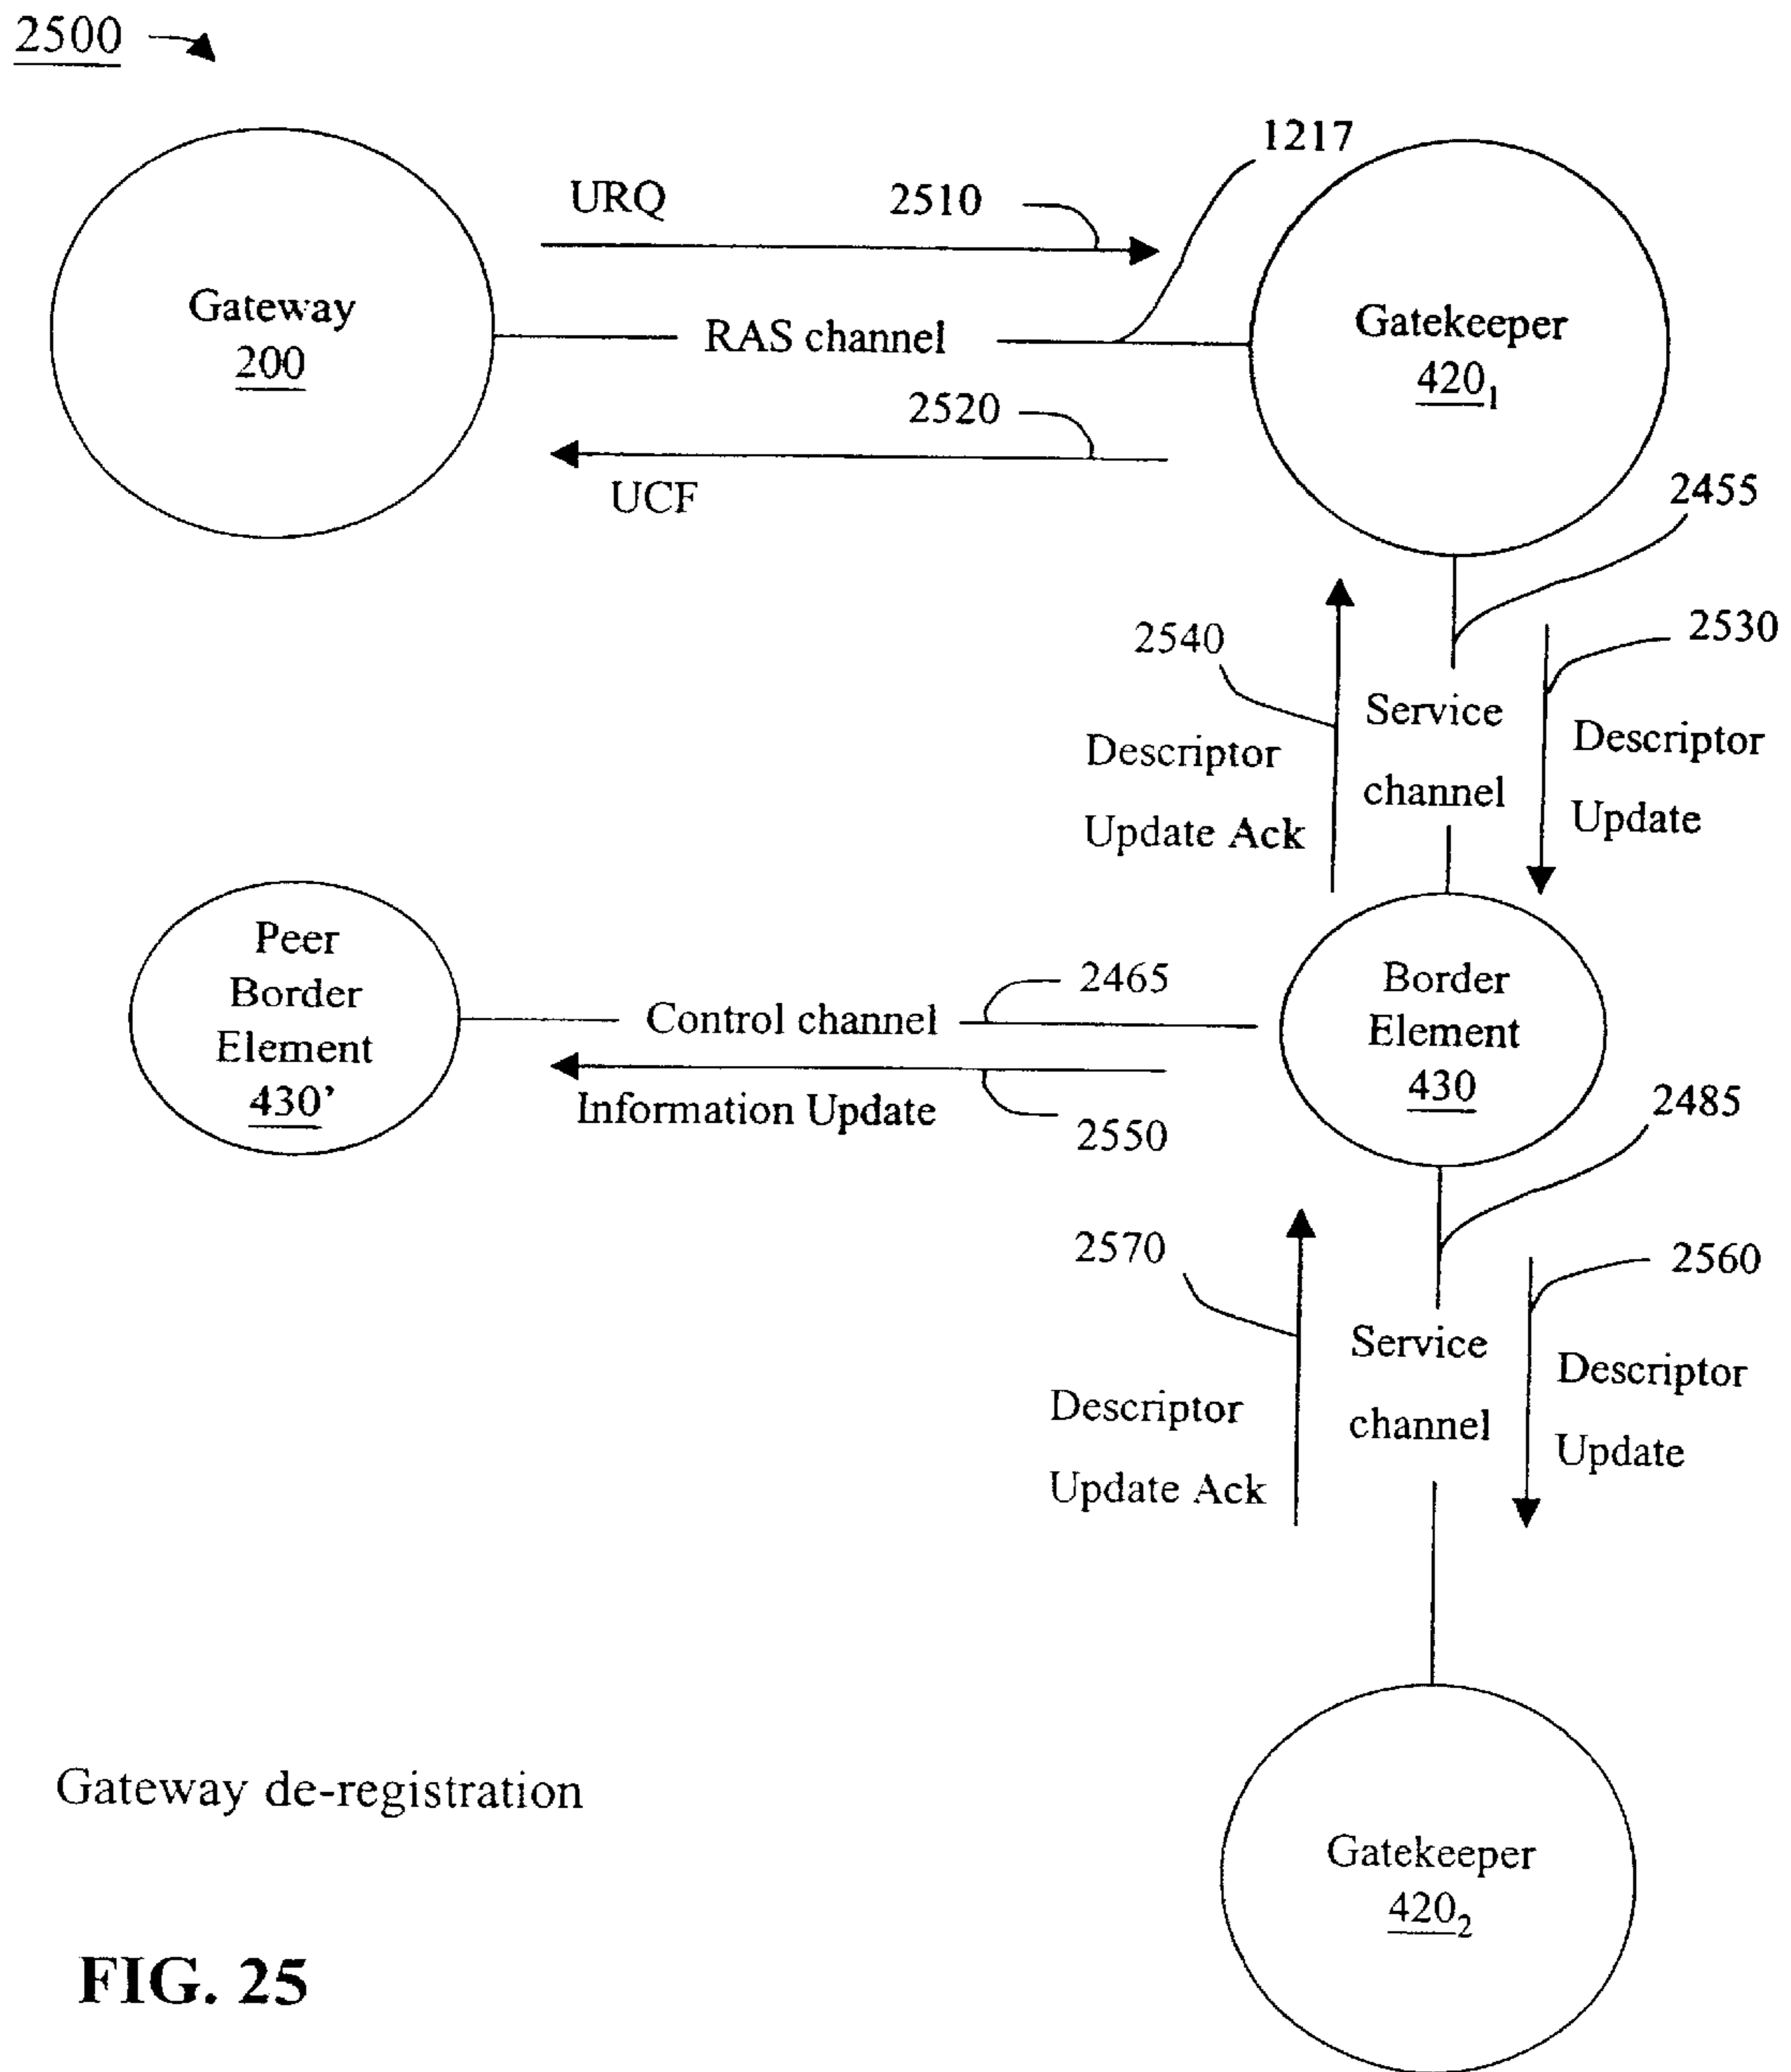 2500
1217
URQ
2510
Gateway
200
RAS channel
Gatekeeper
420₁
2520
UCF
2455
2540
2530
Service
channel
Descriptor
Update Ack
Descriptor
Update
Peer
Border
Element
430’
2465
Control channel
Border
Element
430
Information Update
2550
2485
2570
2560
Service
channel
Descriptor
Update Ack
Descriptor
Update
Gateway de-registration
Gatekeeper
420₂
FIG. 25